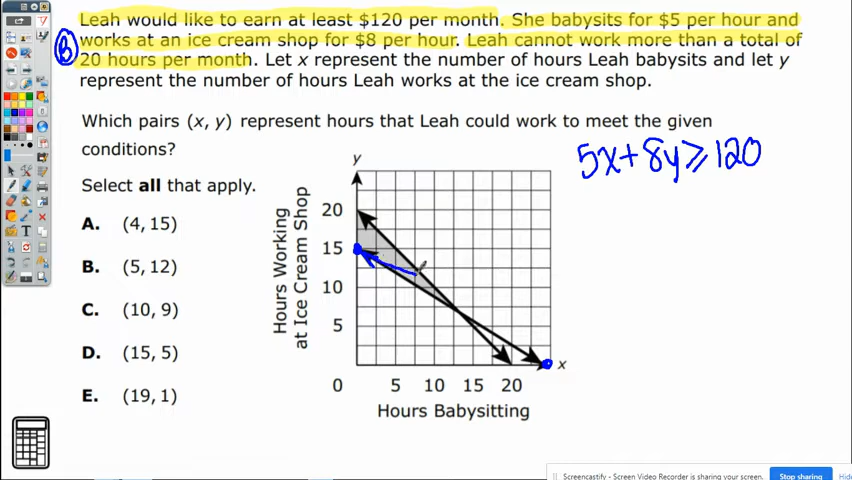 Leah would like to earn at least $120 per month. She babysits for $5 per hour and
B works at an ice cream shop for $8 per hour. Leah cannot work more than a total of
20 hours per month. Let x represent the number of hours Leah babysits and let y
represent the number of hours Leah works at the ice cream shop.
Which pairs (x, y) represent hours that Leah could work to meet the given
conditions?
5x+8y≥120
Select all that apply.
A. (4, 15)
B. (5, 12)
C. (10, 9)
D. (15, 5)
E. (19, 1)
y
20
15
10
5
0
5 10 15 20
x
Hours Working
at Ice Cream Shop
Hours Babysitting
Screencastify - Screen Video Recorder is sharing your screen.
Stop sharing
Hide